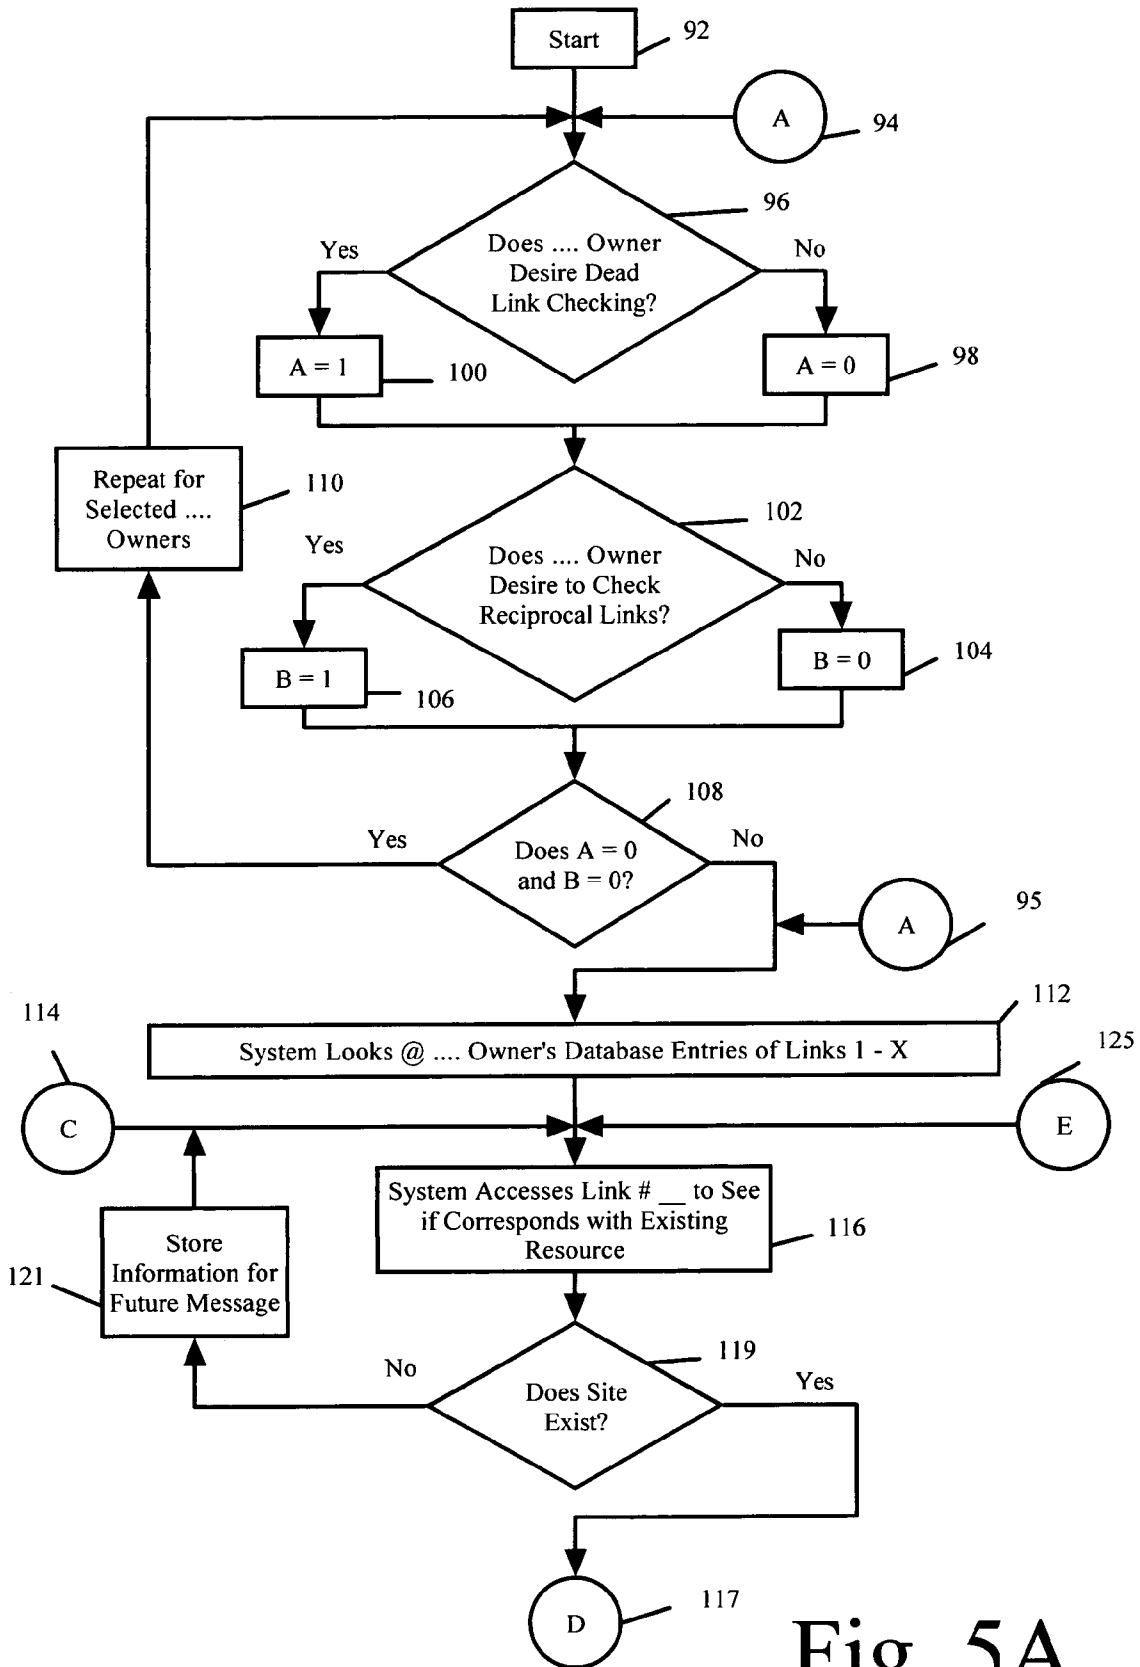 Start
92
A
94
96
Does .... Owner
Desire Dead
Link Checking?
Yes
No
A = 1
100
A = 0
98
Repeat for
Selected ....
Owners
110
102
Does .... Owner
Desire to Check
Reciprocal Links?
Yes
No
B = 1
106
B = 0
104
108
Does A = 0
and B = 0?
Yes
No
A
95
112
System Looks @ .... Owner's Database Entries of Links 1 - X
114
C
125
E
System Accesses Link # __ to See
if Corresponds with Existing
Resource
116
Store
Information for
Future Message
121
119
Does Site
Exist?
No
Yes
D
117
Fig. 5A